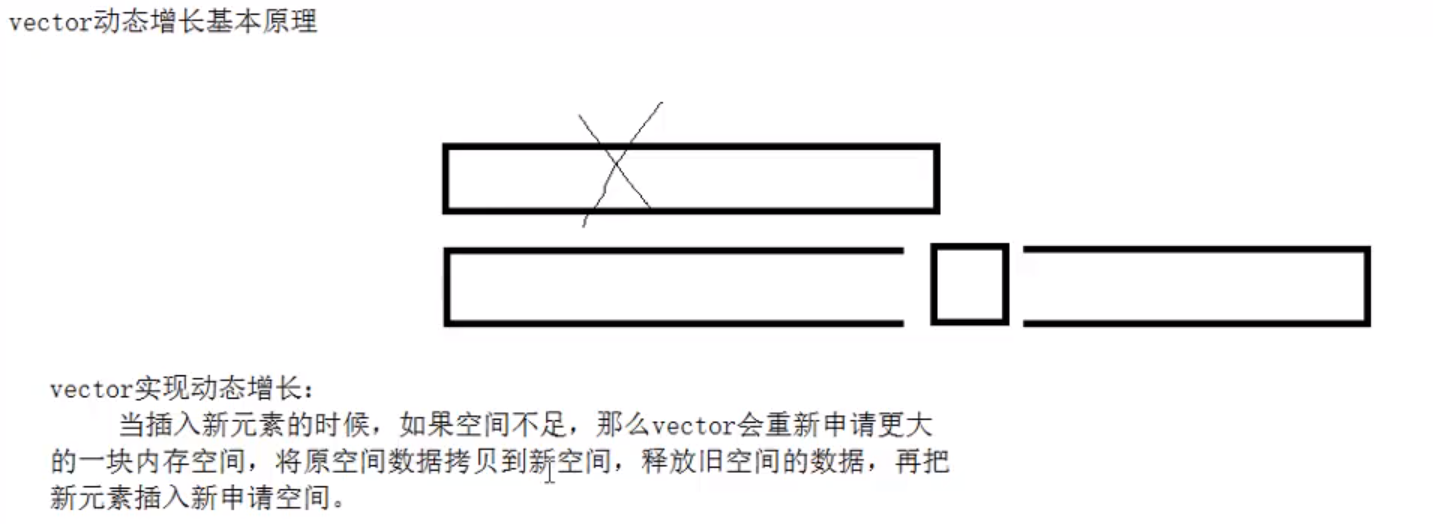 vector动态增长基本原理
vector实现动态增长：
当插入新元素的时候，如果空间不足，那么vector会重新申请更大
的一块内存空间，将原空间数据拷贝到新空间，释放旧空间的数据，再把
新元素插入新申请空间。